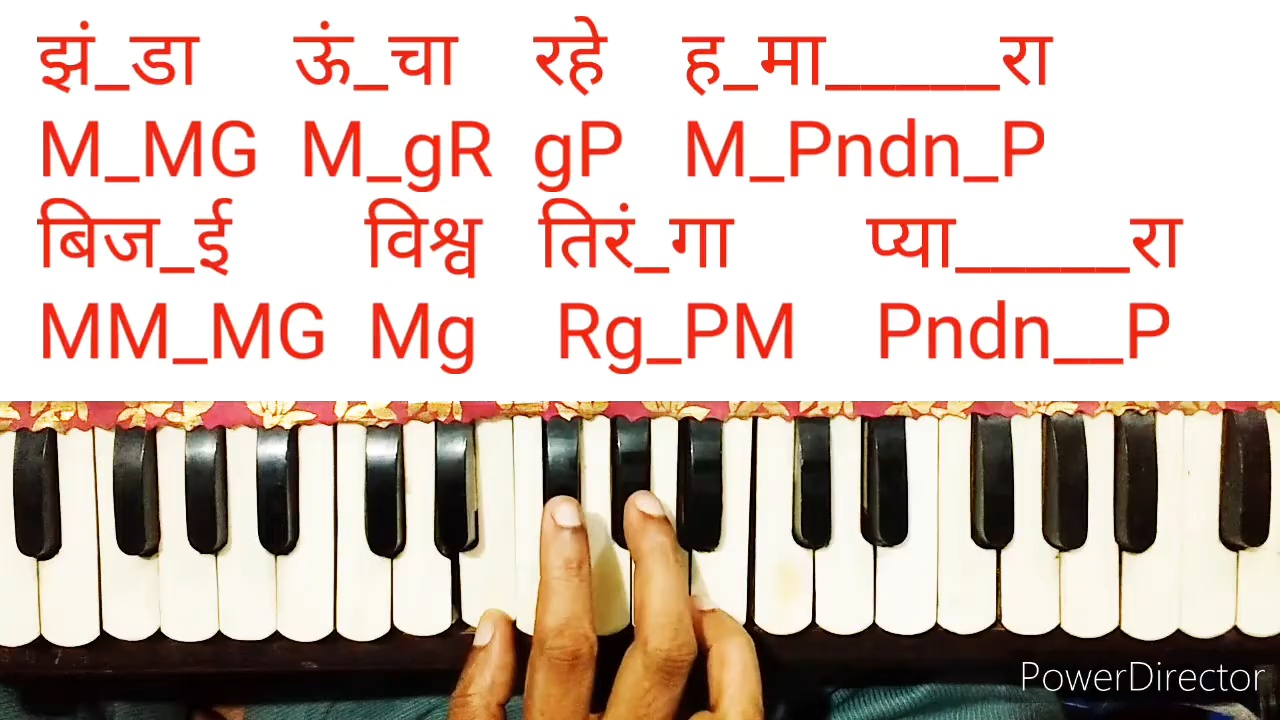 झं_डा ऊं_चा रहे ह_मा_____रा
M_MG M_gR gP M_Pndn_P
बिज_ई विश्व तिरं_गा प्या_____रा
MM_MG Mg Rg_PM Pndn__P
PowerDirector